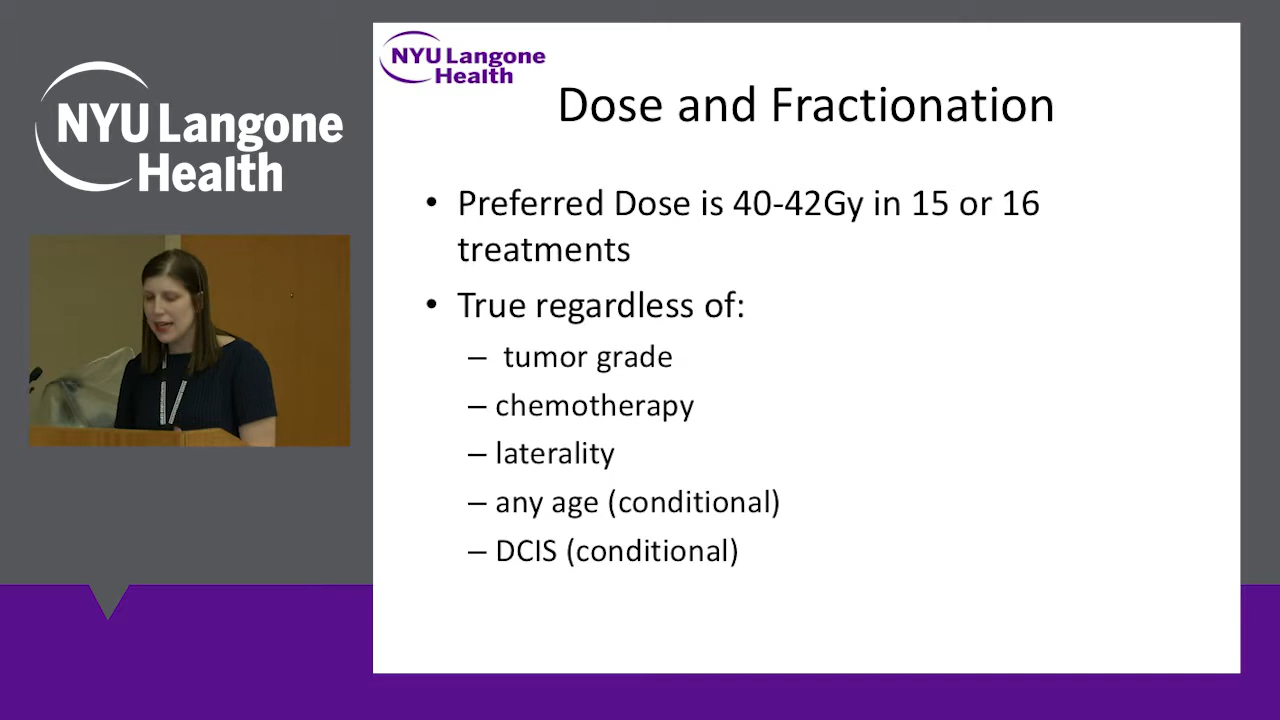 NYU Langone
Health
NYU Langone
Health
Dose and Fractionation
• Preferred Dose is 40-42Gy in 15 or 16
treatments
• True regardless of:
– tumor grade
– chemotherapy
– laterality
– any age (conditional)
– DCIS (conditional)